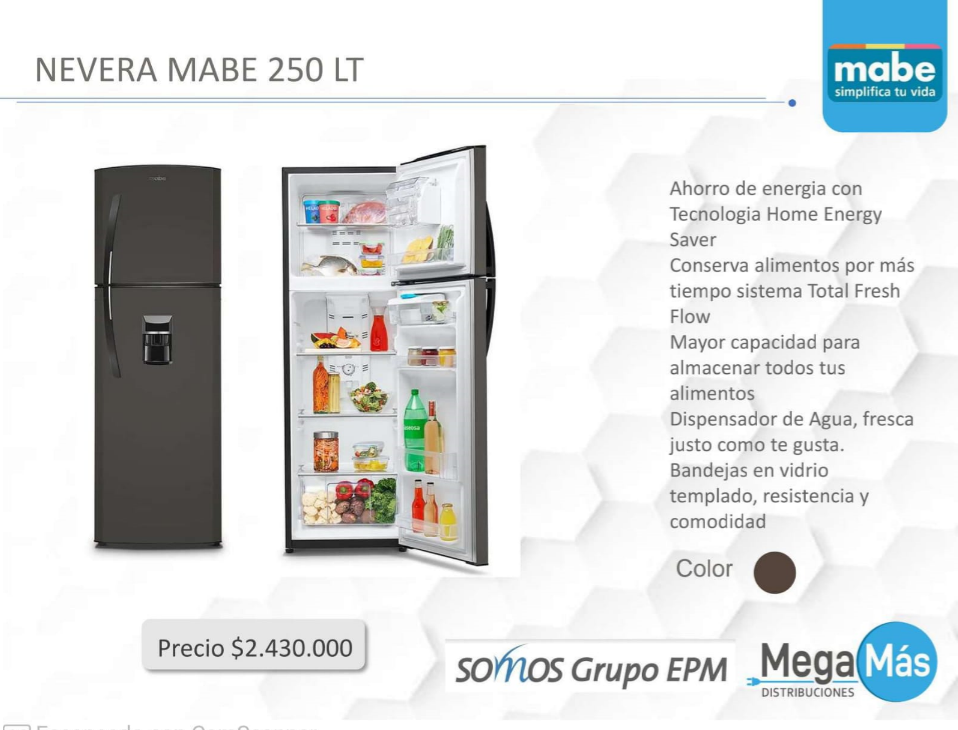 NEVERA MABE 250 LT
mabe
simplifica tu vida
Ahorro de energia con
Tecnologia Home Energy
Saver
Conserva alimentos por más
tiempo sistema Total Fresh
Flow
Mayor capacidad para
almacenar todos tus
alimentos
Dispensador de Agua, fresca
justo como te gusta.
Bandejas en vidrio
templado, resistencia y
comodidad
Color
Precio $2.430.000
somos Grupo EPM
MegaMás
DISTRIBUCIONES